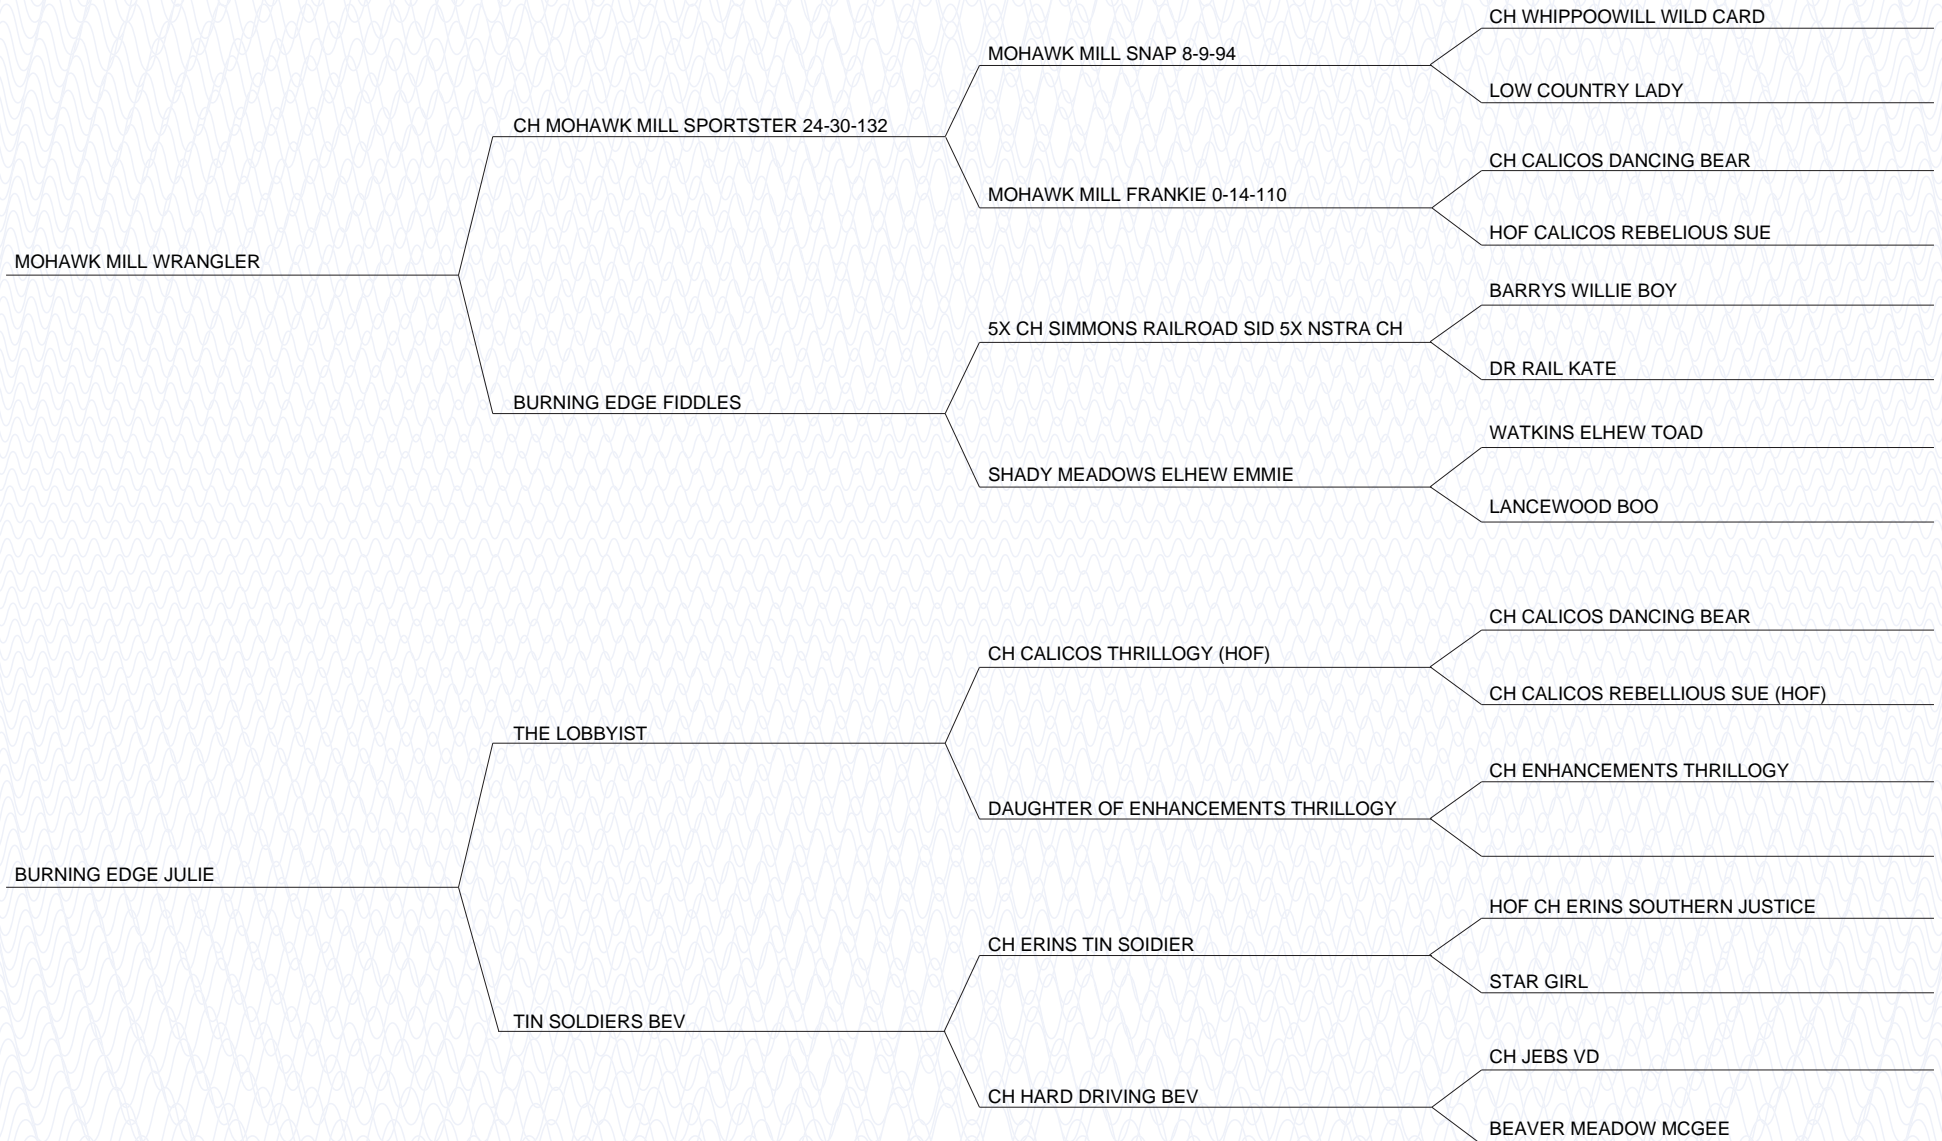 CH WHIPPOOWILL WILD CARD
MOHAWK MILL SNAP 8-9-94
LOW COUNTRY LADY
CH MOHAWK MILL SPORTSTER 24-30-132
CH CALICOS DANCING BEAR
MOHAWK MILL FRANKIE 0-14-110
HOF CALICOS REBELIOUS SUE
MOHAWK MILL WRANGLER
BARRYS WILLIE BOY
5X CH SIMMONS RAILROAD SID 5X NSTRA CH
DR RAIL KATE
BURNING EDGE FIDDLES
WATKINS ELHEW TOAD
SHADY MEADOWS ELHEW EMMIE
LANCEWOOD BOO
CH CALICOS DANCING BEAR
CH CALICOS THRILLOGY (HOF)
CH CALICOS REBELLIOUS SUE (HOF)
THE LOBBYIST
CH ENHANCEMENTS THRILLOGY
DAUGHTER OF ENHANCEMENTS THRILLOGY
BURNING EDGE JULIE
HOF CH ERINS SOUTHERN JUSTICE
CH ERINS TIN SOIDIER
STAR GIRL
TIN SOLDIERS BEV
CH JEBS VD
CH HARD DRIVING BEV
BEAVER MEADOW MCGEE